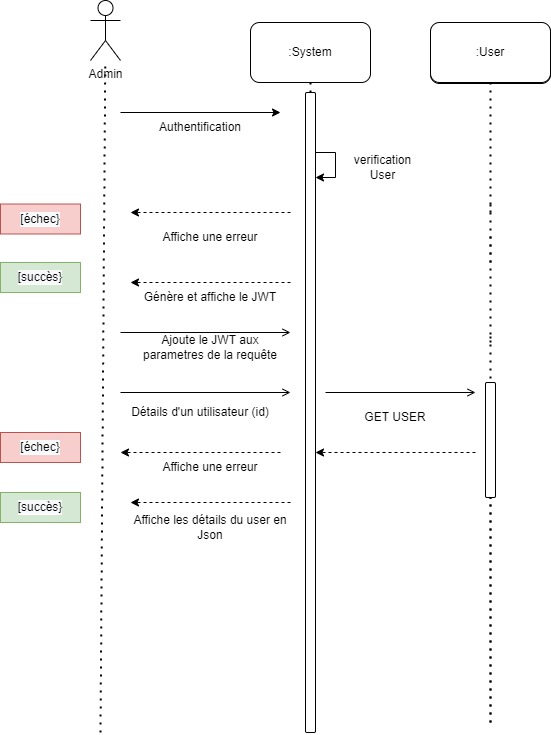 :System
:User
Admin
Authentification
verification
User
[échec}
Affiche une erreur
[succès}
Génère et affiche le JWT
Ajoute le JWT aux
parametres de la requête
Détails d'un utilisateur (id)
GET USER
[échec}
Affiche une erreur
[succès}
Affiche les détails du user en
Json